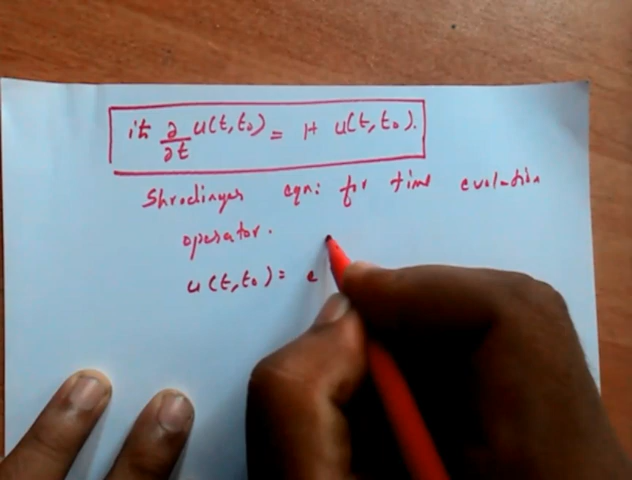 iħ ∂/∂t u(t,t₀) = H u(t,t₀).
Shrodinger eqn: for time evolution
operator.
u(t,t₀) = e